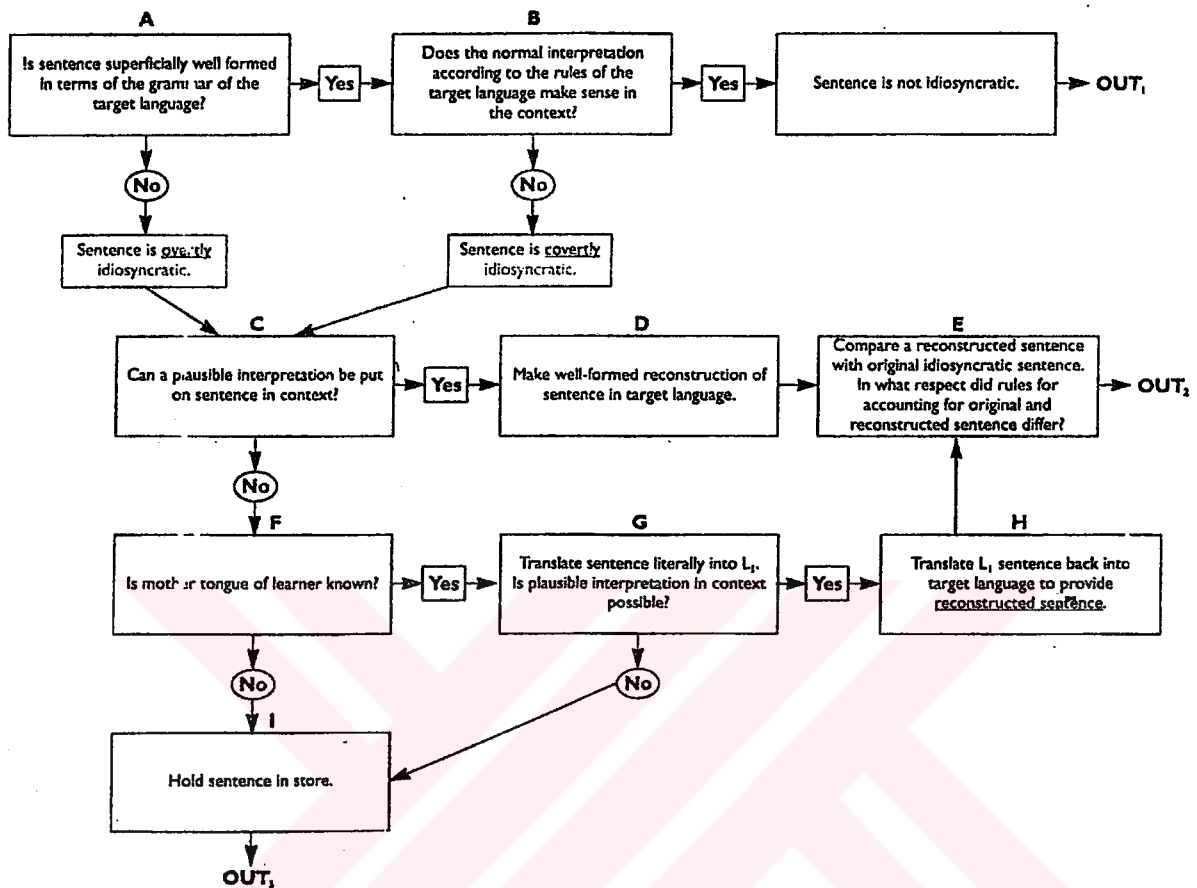 A
B
Is sentence superficially well formed
in terms of the grammar of the
target language?
Yes
Does the normal interpretation
according to the rules of the
target language make sense in
the context?
Yes
Sentence is not idiosyncratic.
OUT₁
No
No
Sentence is overtly
idiosyncratic.
Sentence is covertly
idiosyncratic.
C
D
E
Can a plausible interpretation be put
on sentence in context?
Yes
Make well-formed reconstruction of
sentence in target language.
Compare a reconstructed sentence
with original idiosyncratic sentence.
In what respect did rules for
accounting for original and
reconstructed sentence differ?
OUT₂
No
F
G
H
Is mother tongue of learner known?
Yes
Translate sentence literally into L₁.
Is plausible interpretation in context
possible?
Yes
Translate L₁ sentence back into
target language to provide
reconstructed sentence.
No
No
I
Hold sentence in store.
OUT₃